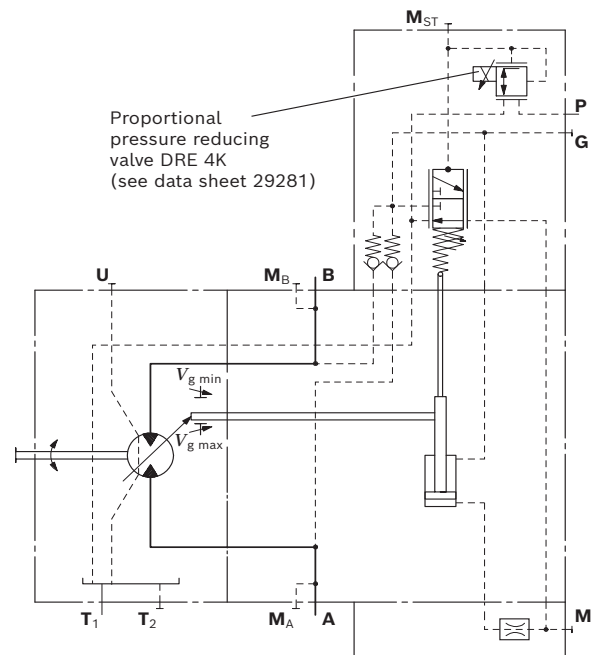 M_ST
Proportional
pressure reducing
valve DRE 4K
(see data sheet 29281)
P
G
U
M_B
B
V_g min
V_g max
T_1
T_2
M_A
A
M